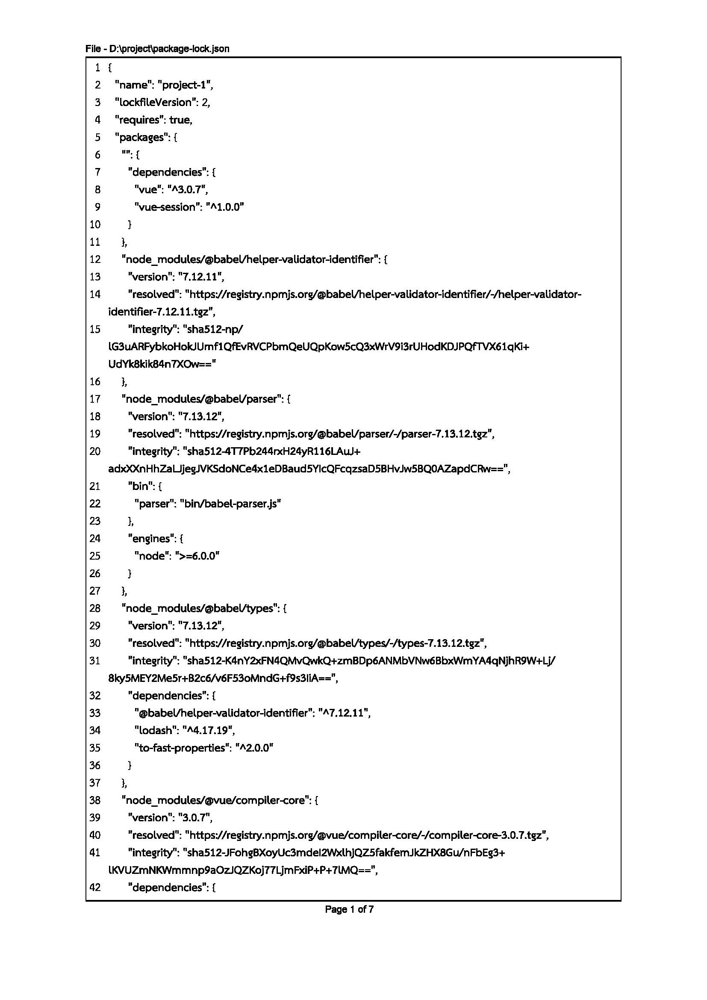 File - D:\project\package-lock.json
1 {
2   "name": "project-1",
3   "lockfileVersion": 2,
4   "requires": true,
5   "packages": {
6     "": {
7       "dependencies": {
8         "vue": "^3.0.7",
9         "vue-session": "^1.0.0"
10       }
11     },
12     "node_modules/@babel/helper-validator-identifier": {
13       "version": "7.12.11",
14       "resolved": "https://registry.npmjs.org/@babel/helper-validator-identifier/-/helper-validator-
identifier-7.12.11.tgz",
15       "integrity": "sha512-np/
lG3uARFybkoHokJUmf1QfEvRVCPbmQeUQpKow5cQ3xWrV9i3rUHodKDJPQfTVX61qKi+
UdYk8kik84n7XOw=="
16     },
17     "node_modules/@babel/parser": {
18       "version": "7.13.12",
19       "resolved": "https://registry.npmjs.org/@babel/parser/-/parser-7.13.12.tgz",
20       "integrity": "sha512-4T7Pb244rxH24yR116LAuJ+
adxXXnHhZaLJjegJVKSdoNCe4x1eDBaud5YIcQFcqzsaD5BHvJw5BQ0AZapdCRw==",
21       "bin": {
22         "parser": "bin/babel-parser.js"
23       },
24       "engines": {
25         "node": ">=6.0.0"
26       }
27     },
28     "node_modules/@babel/types": {
29       "version": "7.13.12",
30       "resolved": "https://registry.npmjs.org/@babel/types/-/types-7.13.12.tgz",
31       "integrity": "sha512-K4nY2xFN4QMvQwkQ+zmBDp6ANMbVNw6BbxWmYA4qNjhR9W+Lj/
8ky5MEY2Me5r+B2c6/v6F53oMndG+f9s3IiA==",
32       "dependencies": {
33         "@babel/helper-validator-identifier": "^7.12.11",
34         "lodash": "^4.17.19",
35         "to-fast-properties": "^2.0.0"
36       }
37     },
38     "node_modules/@vue/compiler-core": {
39       "version": "3.0.7",
40       "resolved": "https://registry.npmjs.org/@vue/compiler-core/-/compiler-core-3.0.7.tgz",
41       "integrity": "sha512-JFohgBXoyUc3mdeI2WxlhjQZ5fakfemJkZHX8Gu/nFbEg3+
lKVUZmNKWmmnp9aOzJQZKoj77LjmFxiP+P+7lMQ==",
42       "dependencies": {
Page 1 of 7